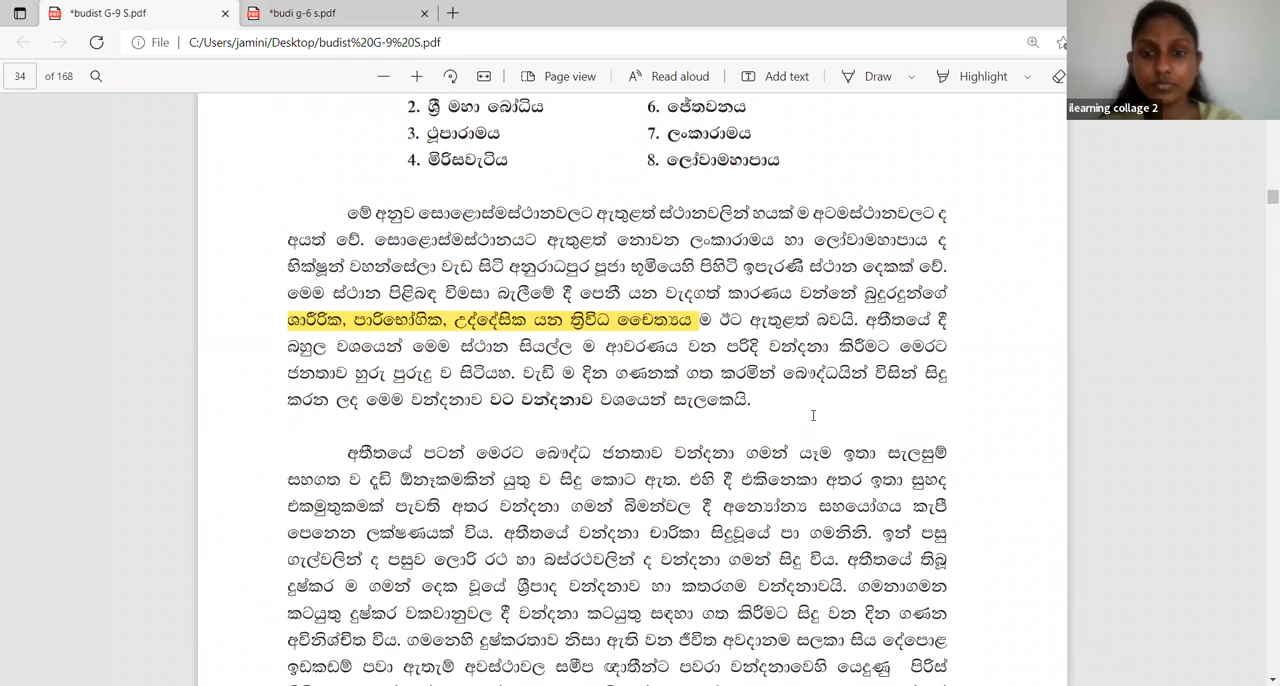 *budist G-9 S.pdf
*budi g-6 s.pdf
File C:/Users/jamini/Desktop/budist%20G-9%20S.pdf
34 of 168 Page view Read aloud Add text Draw Highlight
ilearning collage 2
2. ශ්‍රී මහා බෝධිය 6. ජේතවනය
3. ථූපාරාමය 7. ලංකාරාමය
4. මිරිසවැටිය 8. ලෝවාමහාපාය
මේ අනුව සොළොස්මස්ථානවලට ඇතුළත් ස්ථානවලින් හයක් ම අටමස්ථානවලට ද
අයත් වේ. සොළොස්මස්ථානයට ඇතුළත් නොවන ලංකාරාමය හා ලෝවාමහාපාය ද
භික්ෂූන් වහන්සේලා වැඩ සිටි අනුරාධපුර පූජා භූමියෙහි පිහිටි ඉපැරණි ස්ථාන දෙකක් වේ.
මෙම ස්ථාන පිළිබඳ විමසා බැලීමේ දී පෙනී යන වැදගත් කාරණය වන්නේ බුදුරදුන්ගේ
ශාරීරික, පාරිභෝගික, උද්දේසික යන ත්‍රිවිධ චෛත්‍යය ම ඊට ඇතුළත් බවයි. අතීතයේ දී
බහුල වශයෙන් මෙම ස්ථාන සියල්ල ම ආවරණය වන පරිදි වන්දනා කිරීමට මෙරට
ජනතාව හුරු පුරුදු ව සිටියහ. වැඩි ම දින ගණනක් ගත කරමින් බෞද්ධයින් විසින් සිදු
කරන ලද මෙම වන්දනාව වට වන්දනාව වශයෙන් සැලකෙයි.
අතීතයේ පටන් මෙරට බෞද්ධ ජනතාව වන්දනා ගමන් යෑම ඉතා සැලසුම්
සහගත ව දැඩි ඕනෑකමකින් යුතු ව සිදු කොට ඇත. එහි දී එකිනෙකා අතර ඉතා සුහද
එකමුතුකමක් පැවති අතර වන්දනා ගමන් බිමන්වල දී අන්‍යෝන්‍ය සහයෝගය කැපී
පෙනෙන ලක්ෂණයක් විය. අතීතයේ වන්දනා චාරිකා සිදුවූයේ පා ගමනිනි. ඉන් පසු
ගැල්වලින් ද පසුව ලොරි රථ හා බස්රථවලින් ද වන්දනා ගමන් සිදු විය. අතීතයේ තිබූ
දුෂ්කර ම ගමන් දෙක වූයේ ශ්‍රීපාද වන්දනාව හා කතරගම වන්දනාවයි. ගමනාගමන
කටයුතු දුෂ්කර වකවානුවල දී වන්දනා කටයුතු සඳහා ගත කිරීමට සිදු වන දින ගණන
අවිනිශ්චිත විය. ගමනෙහි දුෂ්කරතාව නිසා ඇති වන ජීවිත අවදානම සලකා සිය දේපොළ
ඉඩකඩම් පවා ඇතැම් අවස්ථාවල සමීප ඥාතීන්ට පවරා වන්දනාවෙහි යෙදුණු පිරිස්